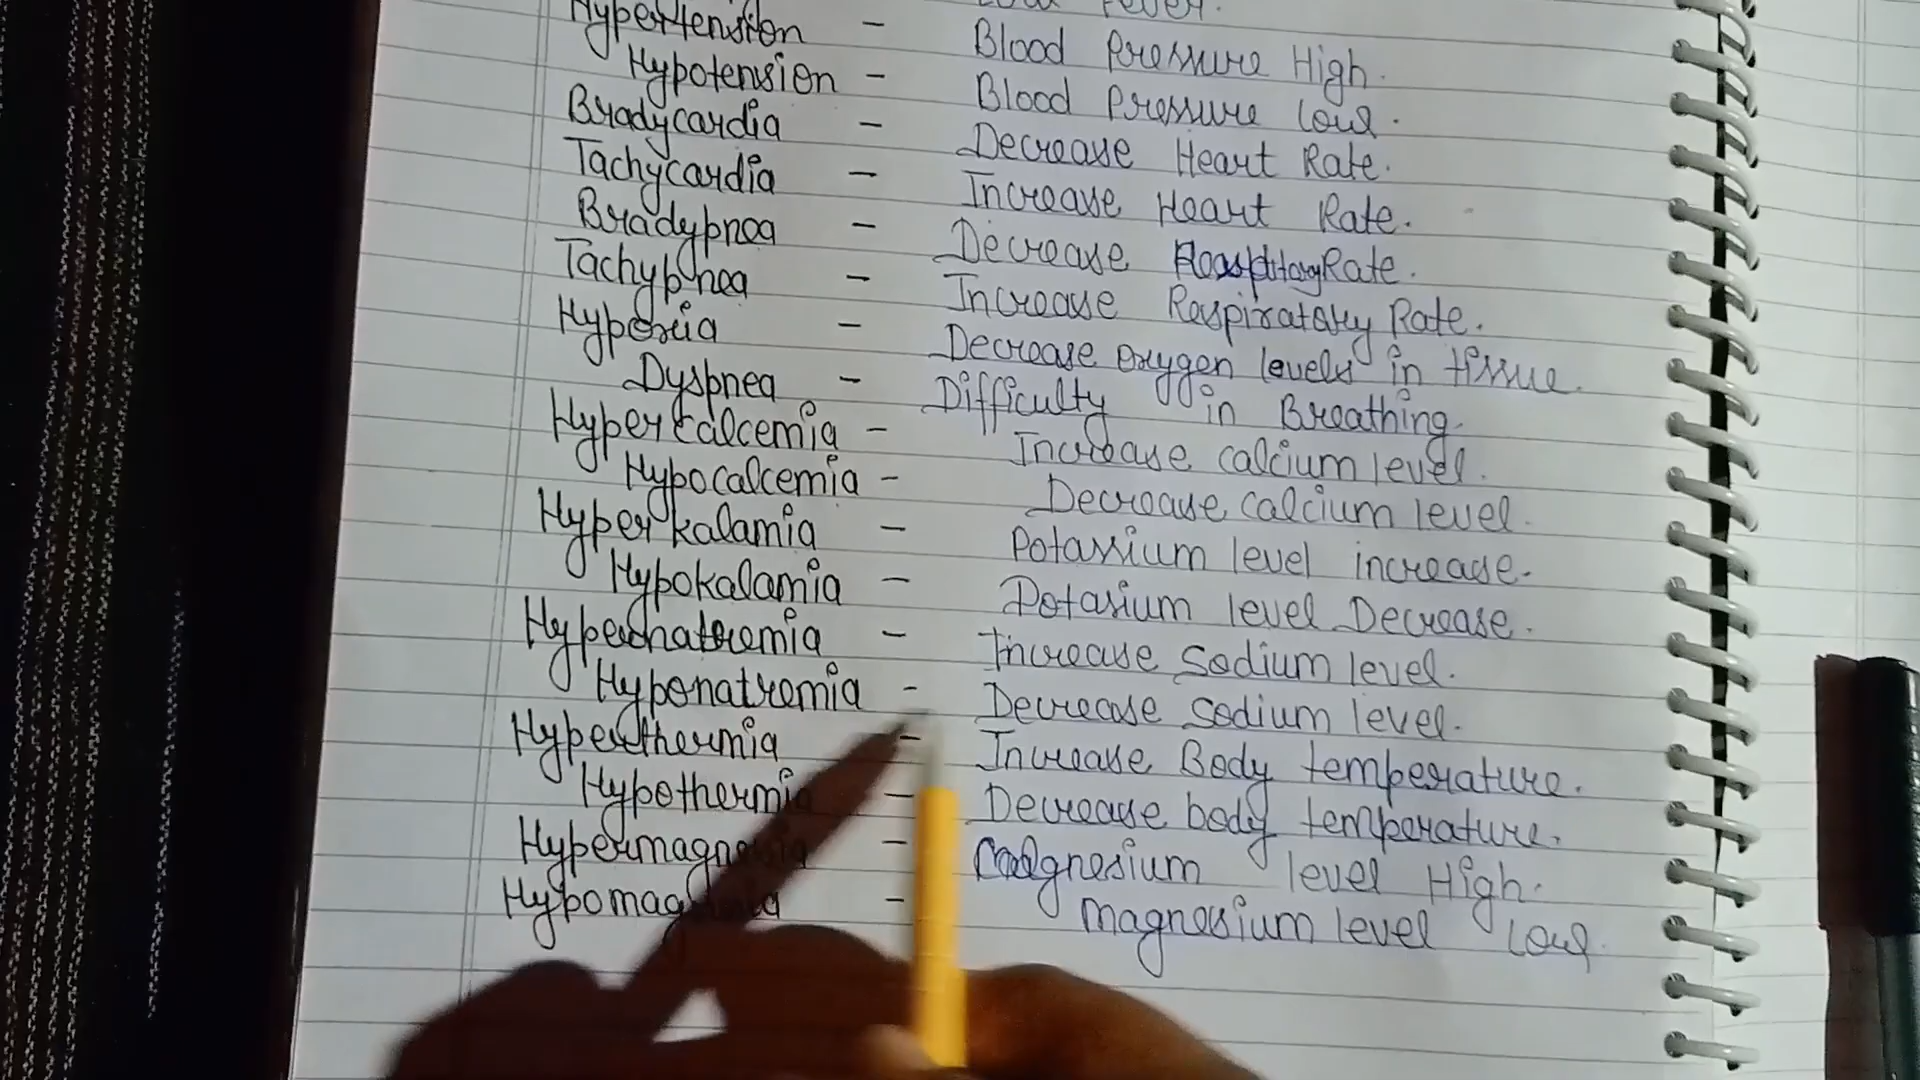 Fever.
Hypertension - Blood Pressure High.
Hypotension - Blood Pressure Low.
Bradycardia - Decrease Heart Rate.
Tachycardia - Increase Heart Rate.
Bradypnea - Decrease Rate.
Tachypnea - Increase Respiratory Rate.
Hypoxia - Decrease oxygen levels in tissue.
Dyspnea - Difficulty in Breathing.
Hypercalcemia - Increase calcium level.
Hypocalcemia - Decrease calcium level.
Hyperkalamia - Potassium level increase.
Hypokalamia - Potasium level Decrease.
Hypernatremia - Increase Sodium level.
Hyponatremia - Decrease Sodium level.
Hyperthermia - Increase Body temperature.
Hypothermia - Decrease body temperature.
- Magnesium level High.
- Magnesium level Low.